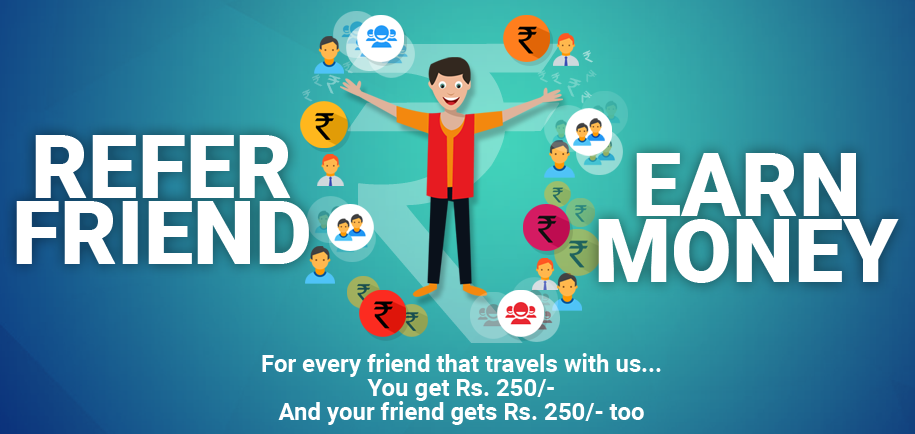 REFER
FRIEND
EARN
MONEY
For every friend that travels with us...
You get Rs. 250/-
And your friend gets Rs. 250/- too